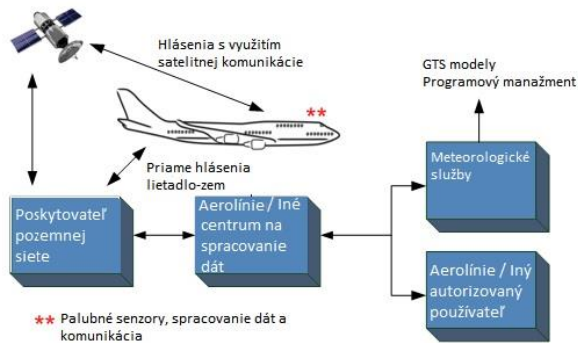 Hlásenia s využitím
satelitnej komunikácie
GTS modely
Programový manažment
**
Priame hlásenia
lietadlo-zem
Poskytovateľ
pozemnej
siete
Aerolínie / Iné
centrum na
spracovanie
dát
Meteorologické
služby
Aerolínie / Iný
autorizovaný
používateľ
** Palubné senzory, spracovanie dát a
komunikácia